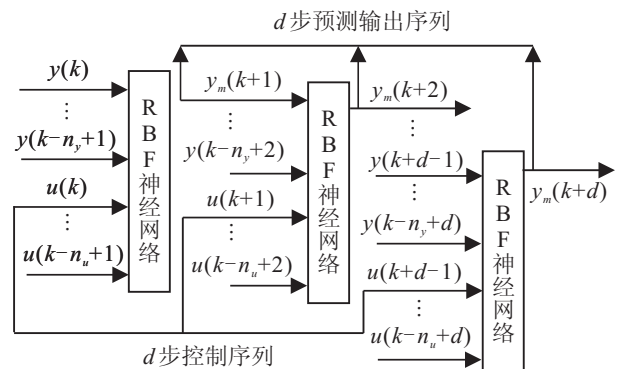 d步预测输出序列
y(k)
⋮
y(k-n_y+1)
u(k)
⋮
u(k-n_u+1)
RBF神经网络
y_m(k+1)
⋮
y(k-n_y+2)
u(k+1)
⋮
u(k-n_u+2)
RBF神经网络
y_m(k+2)
⋮
y(k+d-1)
⋮
y(k-n_y+d)
u(k+d-1)
⋮
u(k-n_u+d)
RBF神经网络
y_m(k+d)
d步控制序列